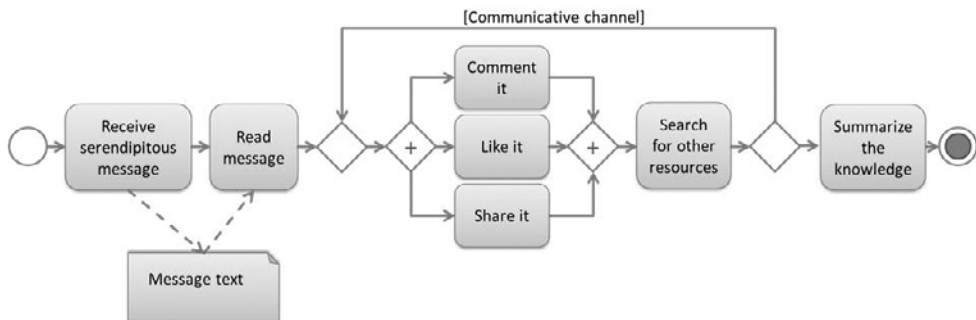 [Communicative channel]
Receive
serendipitous
message
Read
message
+
Comment
it
Like it
Share it
+
Search
for other
resources
Summarize
the
knowledge
Message text